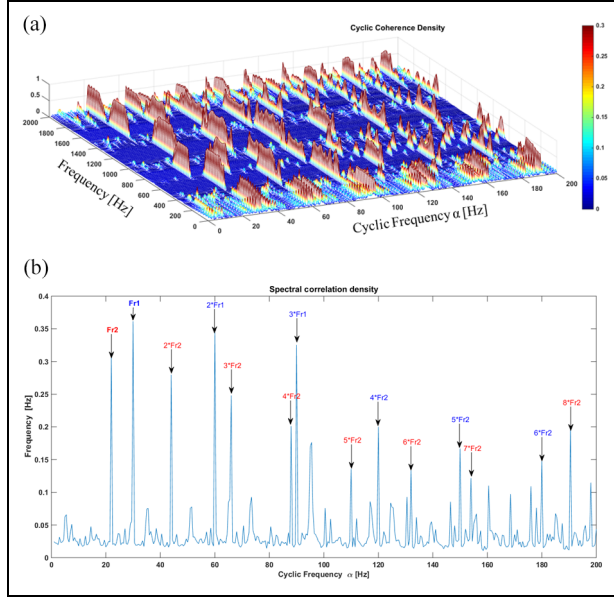 (a)
Cyclic Coherence Density
1
0.5
0
2000
1800
1600
1400
1200
1000
800
600
400
200
0
Frequency [Hz]
0
20
40
60
80
100
120
140
160
180
200
Cyclic Frequency α [Hz]
0.3
0.25
0.2
0.15
0.1
0.05
0
(b)
Spectral correlation density
0.4
0.35
0.3
0.25
0.2
0.15
0.1
0.05
0
Frequency [Hz]
Fr2
Fr1
2*Fr2
2*Fr1
3*Fr2
4*Fr2
3*Fr1
5*Fr2
4*Fr1
6*Fr2
5*Fr1
7*Fr2
6*Fr1
8*Fr2
0 20 40 60 80 100 120 140 160 180 200
Cyclic Frequency α [Hz]